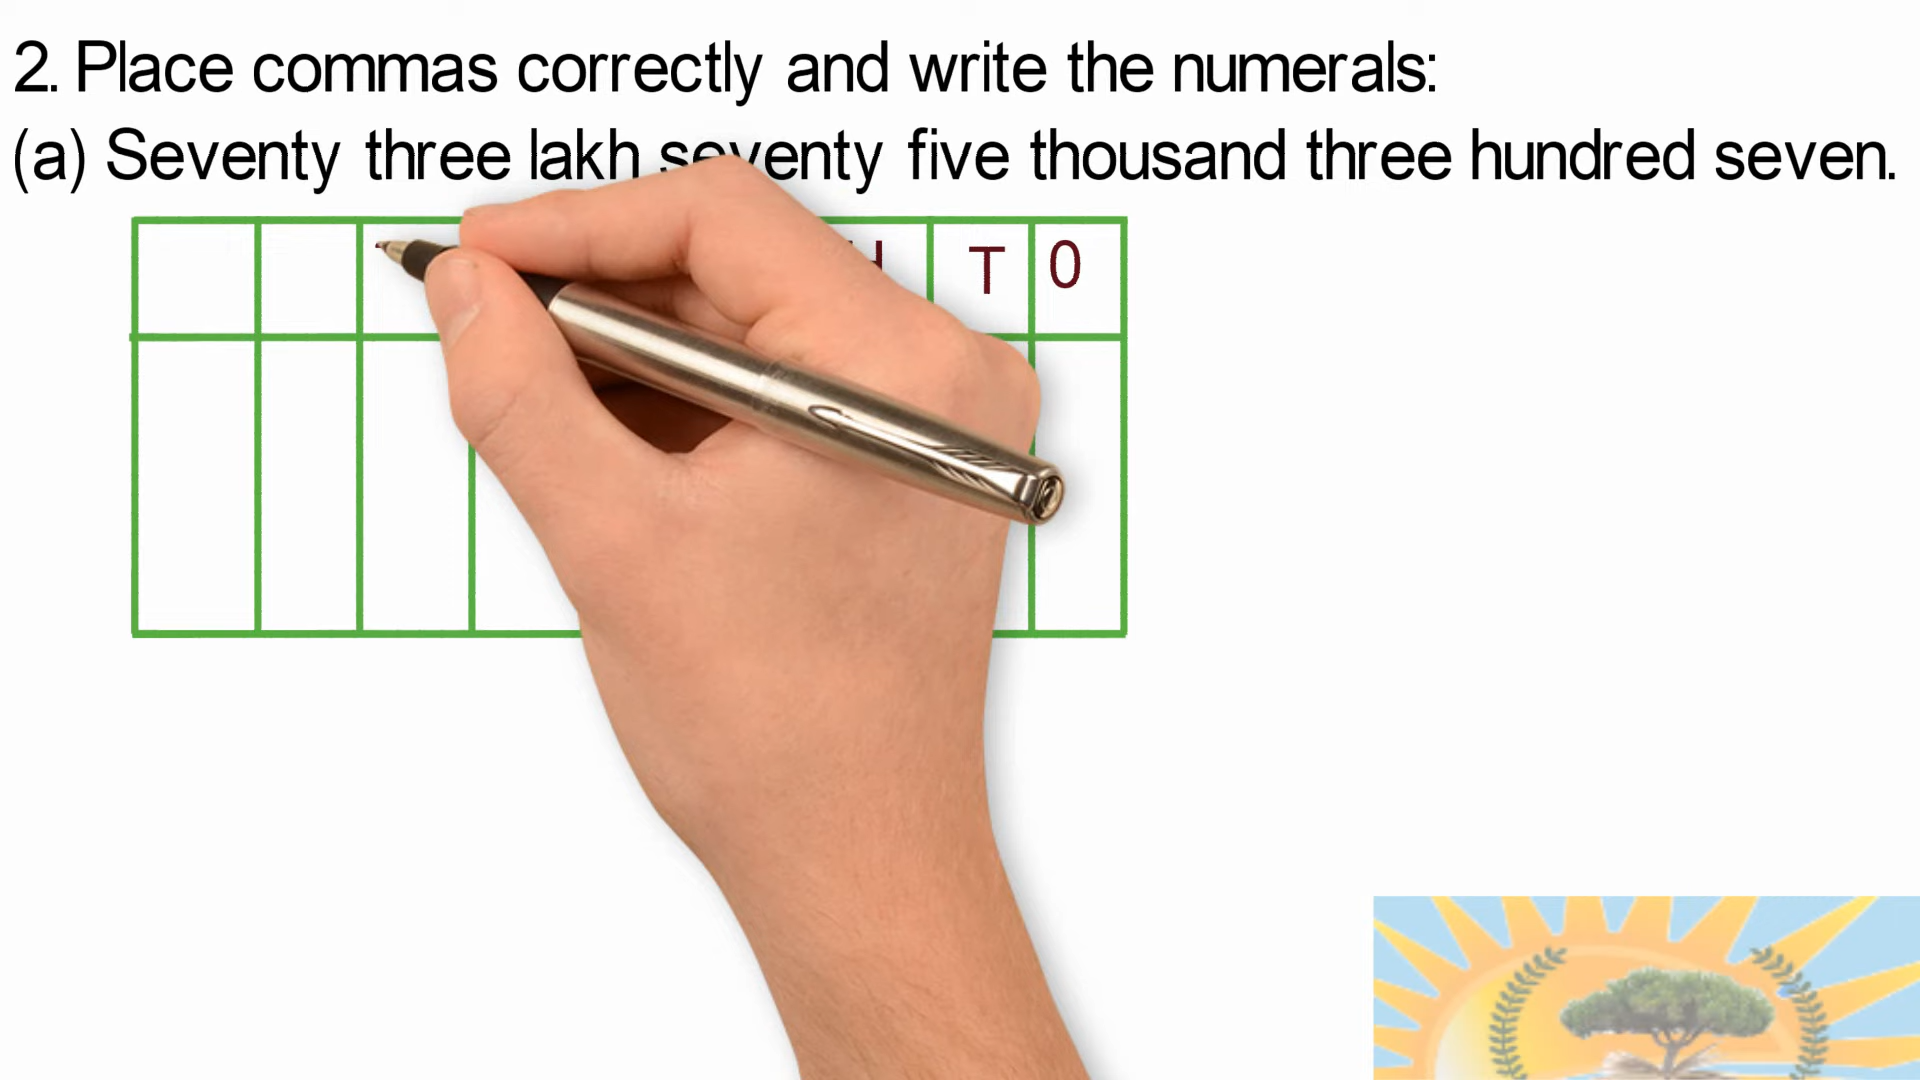 2. Place commas correctly and write the numerals:
(a) Seventy three lakh seventy five thousand three hundred seven.
H T O